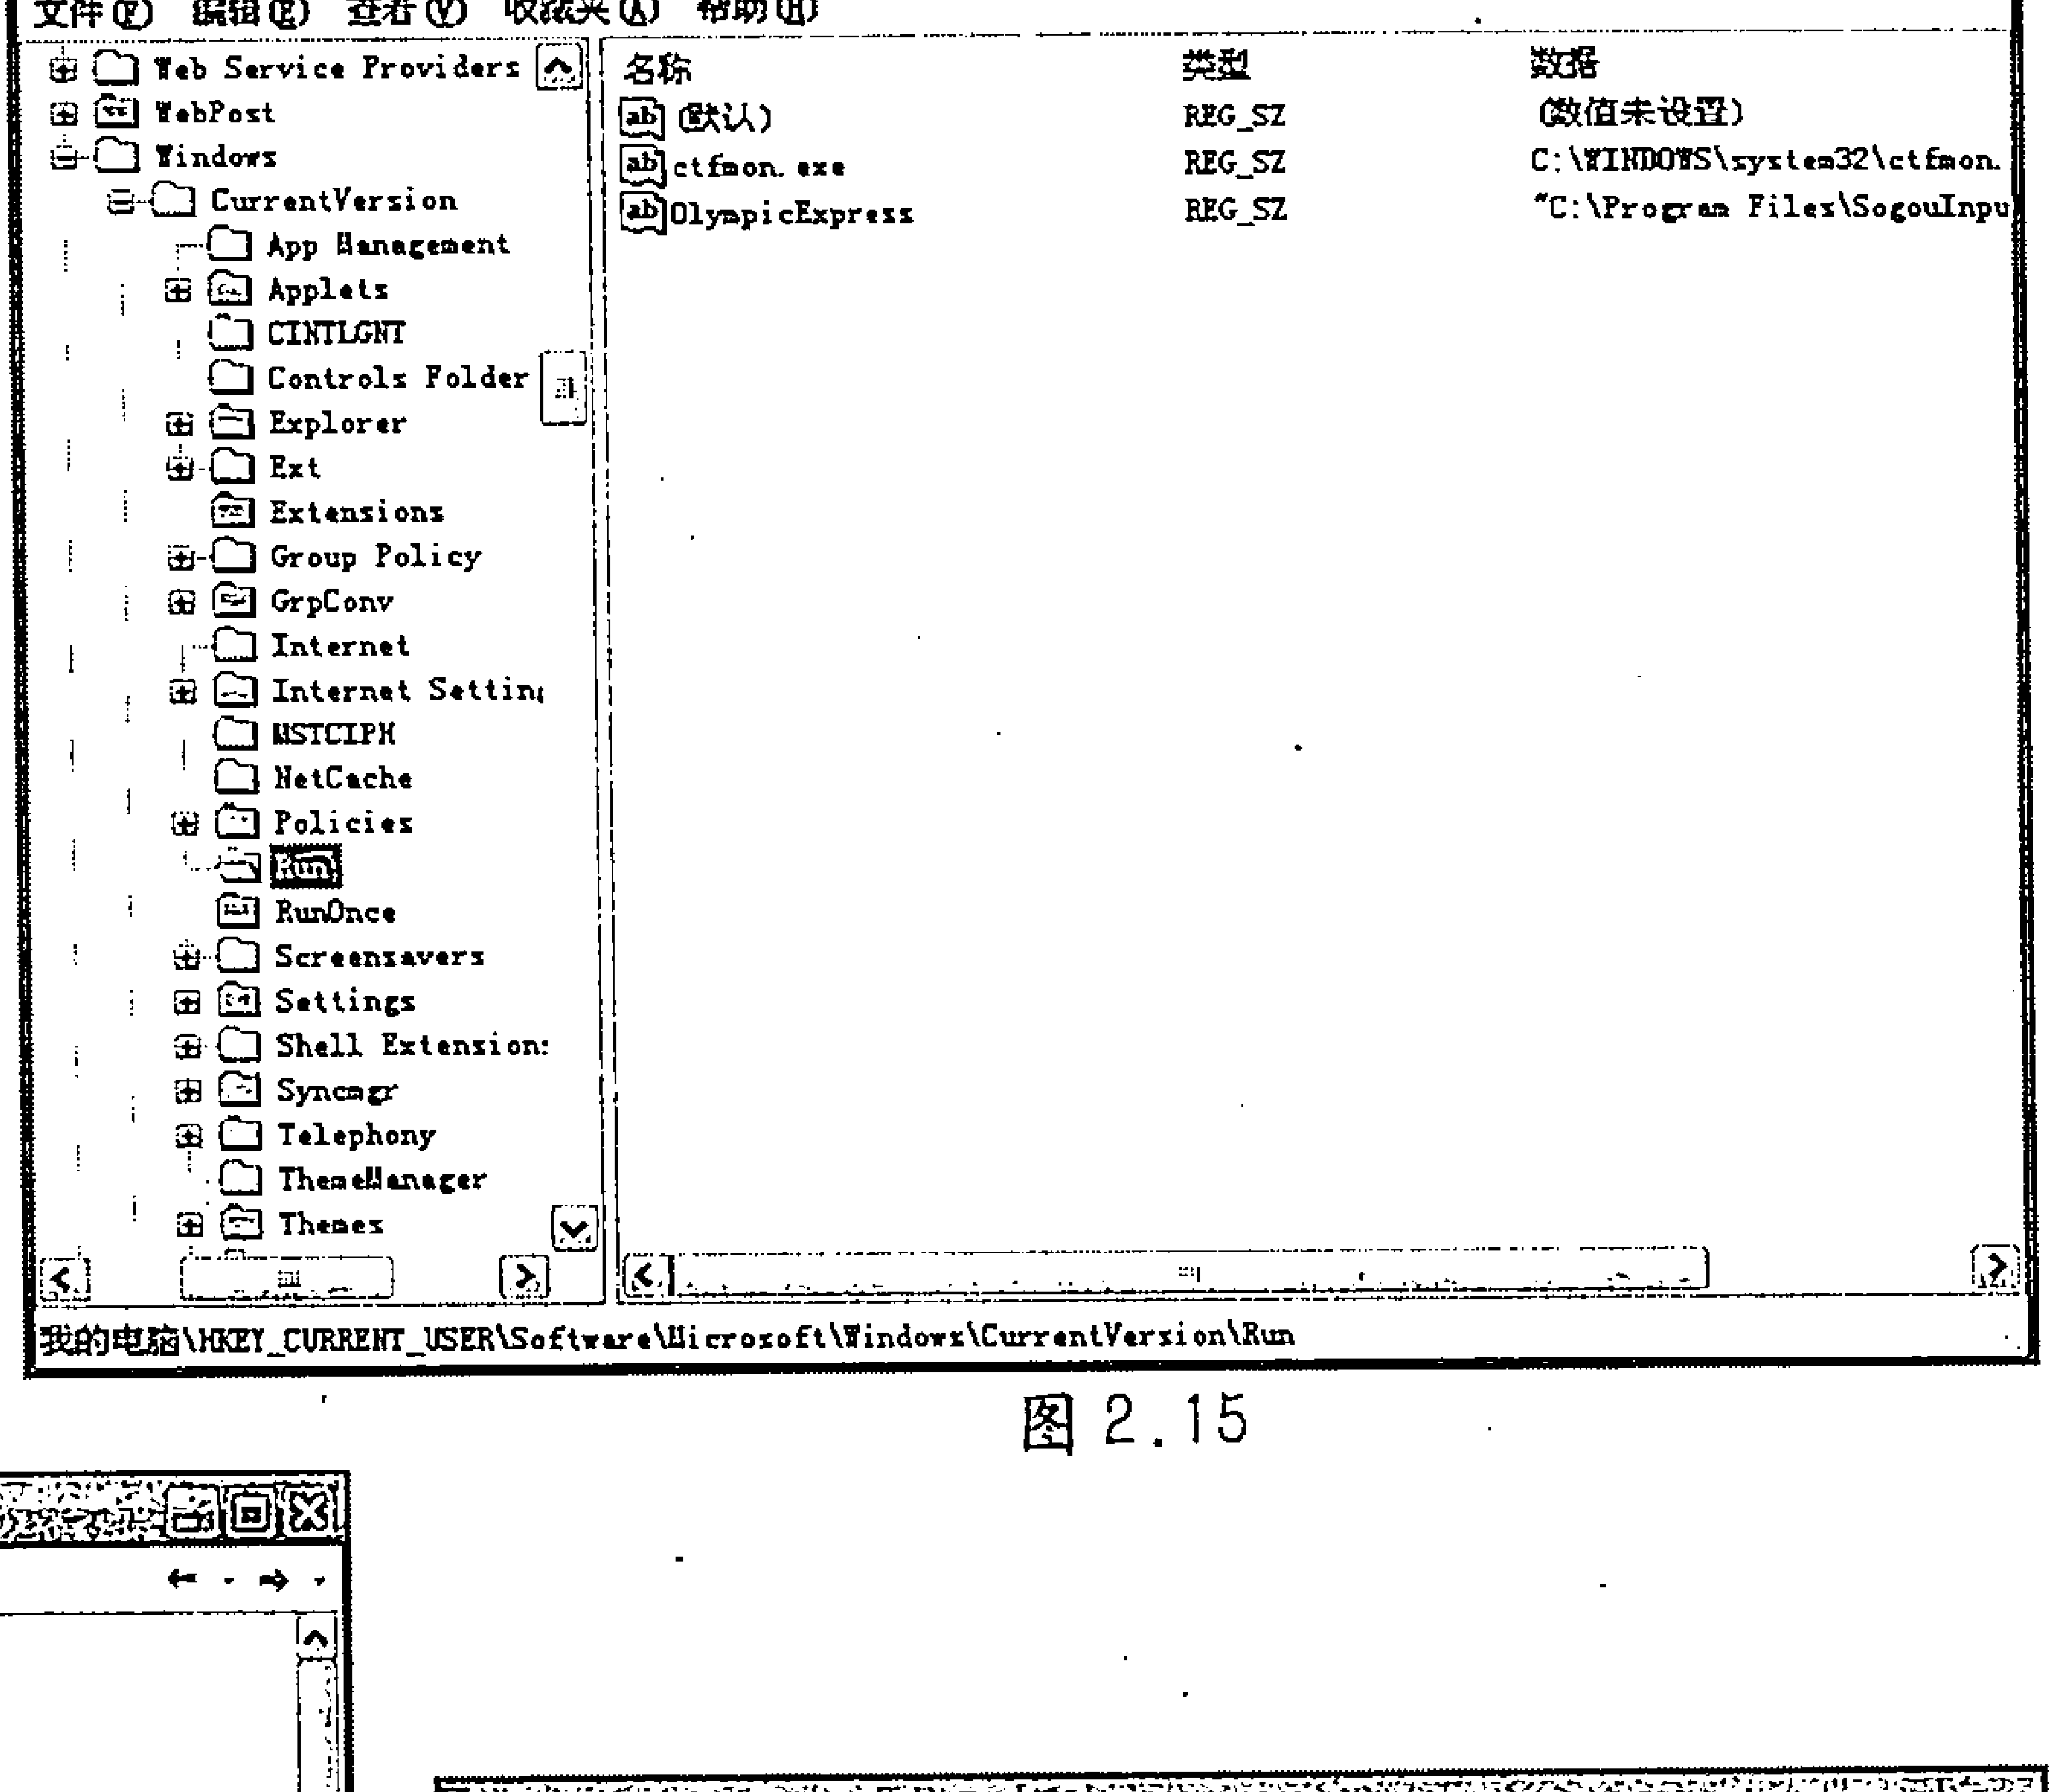 文件(F) 编辑(E) 查看(V) 收藏夹(A) 帮助(H)
Web Service Providers
WebPost
Windows
CurrentVersion
App Management
Applets
CINTLGNT
Controls Folder
Explorer
Ext
Extensions
Group Policy
GrpConv
Internet
Internet Setting
MSTCIPH
NetCache
Policies
Run
RunOnce
Screensavers
Settings
Shell Extensions
Syncmgr
Telephony
ThemeManager
Themes
名称 类型 数据
(默认) REG_SZ (数值未设置)
ctfmon.exe REG_SZ C:\WINDOWS\system32\ctfmon.
OlympicExpress REG_SZ "C:\Program Files\SogouInpu
我的电脑\HKEY_CURRENT_USER\Software\Microsoft\Windows\CurrentVersion\Run
图 2.15